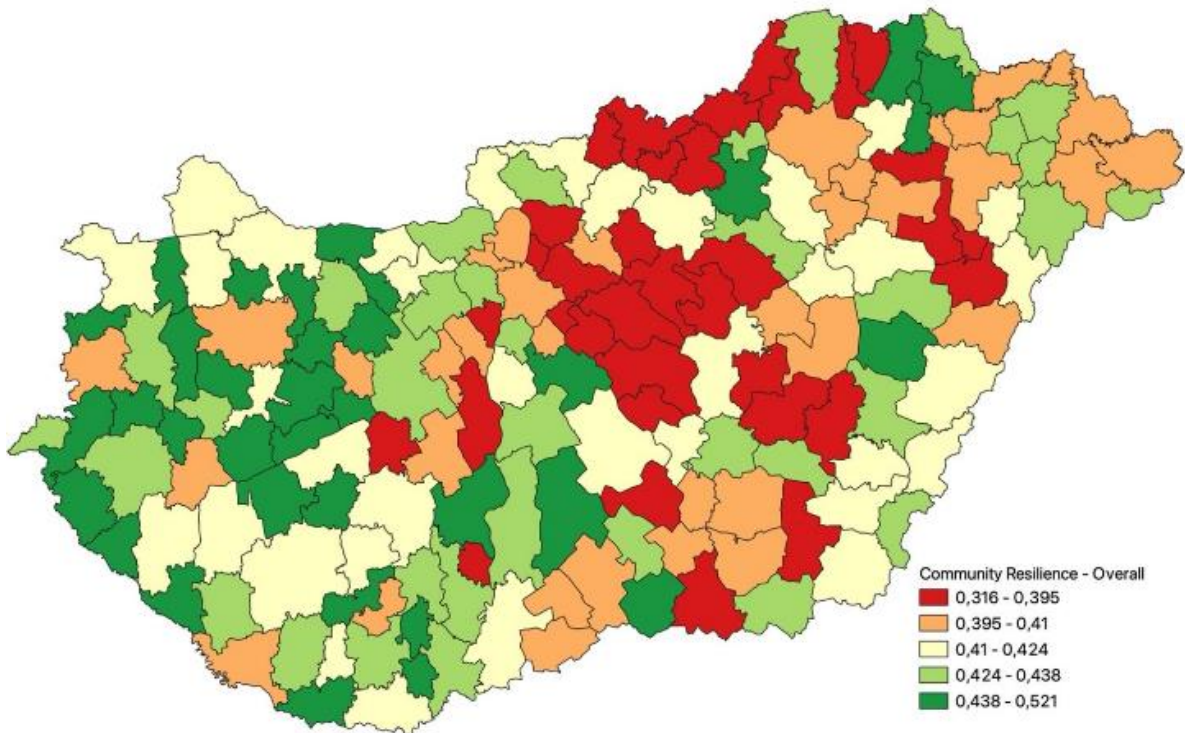 Community Resilience - Overall
0,316 - 0,395
0,395 - 0,41
0,41 - 0,424
0,424 - 0,438
0,438 - 0,521